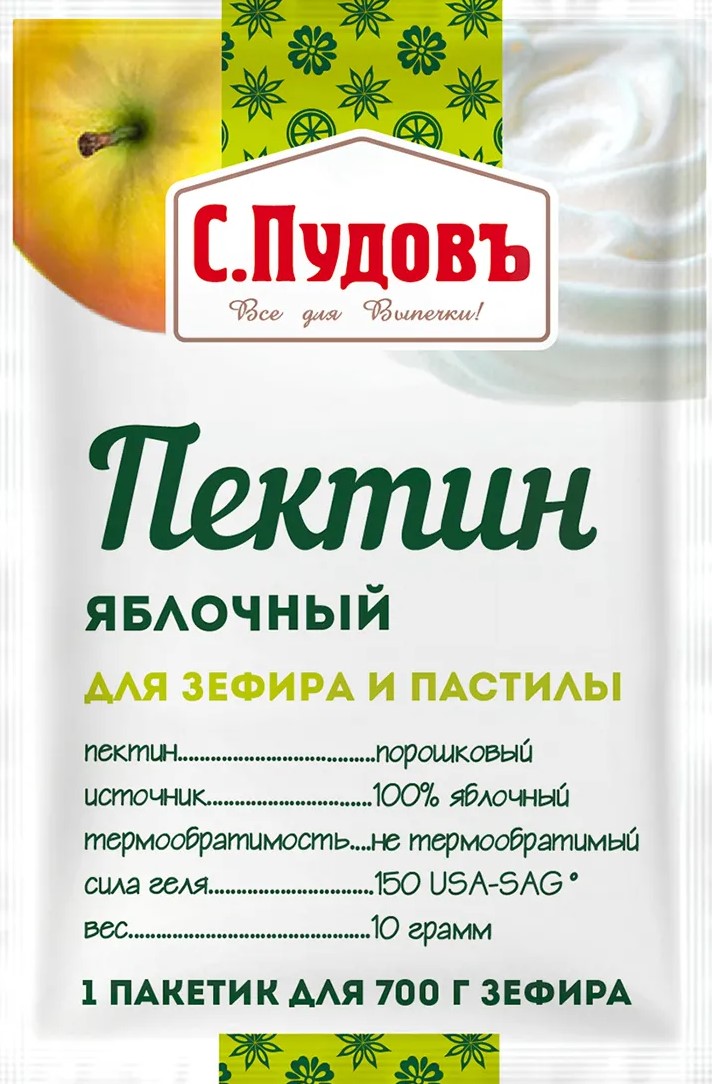 С.Пудовъ
Все для Выпечки!
Пектин
ЯБЛОЧНЫЙ
ДЛЯ ЗЕФИРА И ПАСТИЛЫ
пектин...................................порошковый
источник.............................100% яблочный
термообратимость....не термообратимый
сила геля.............................150 USA-SAG°
вес...........................................10 грамм
1 ПАКЕТИК ДЛЯ 700 Г ЗЕФИРА